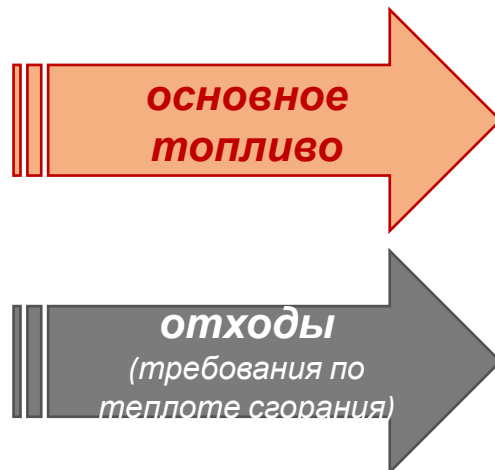 основное
топливо
отходы
(требования по
теплоте сгорания)